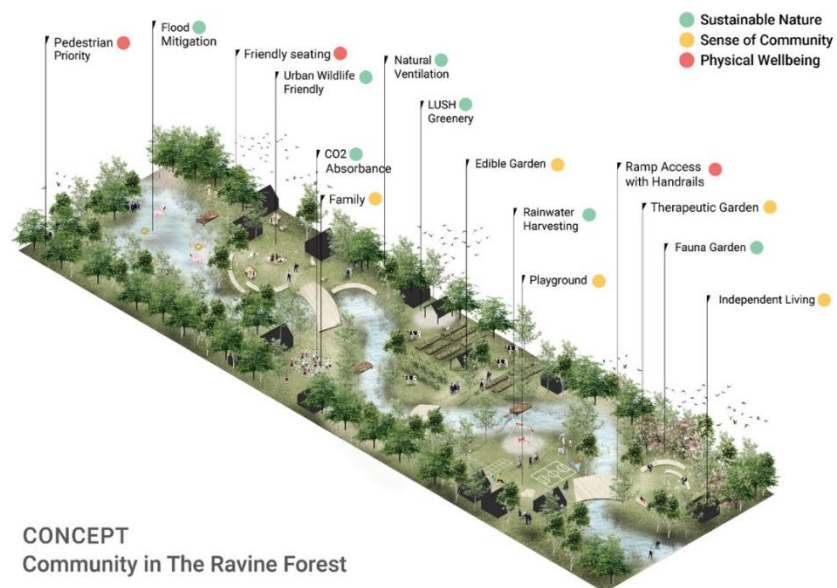 Sustainable Nature
Sense of Community
Physical Wellbeing
Pedestrian
Priority
Flood
Mitigation
Friendly seating
Urban Wildlife
Friendly
CO2
Absorbance
Family
Natural
Ventilation
LUSH
Greenery
Edible Garden
Rainwater
Harvesting
Playground
Ramp Access
with Handrails
Therapeutic Garden
Fauna Garden
Independent Living
CONCEPT
Community in The Ravine Forest